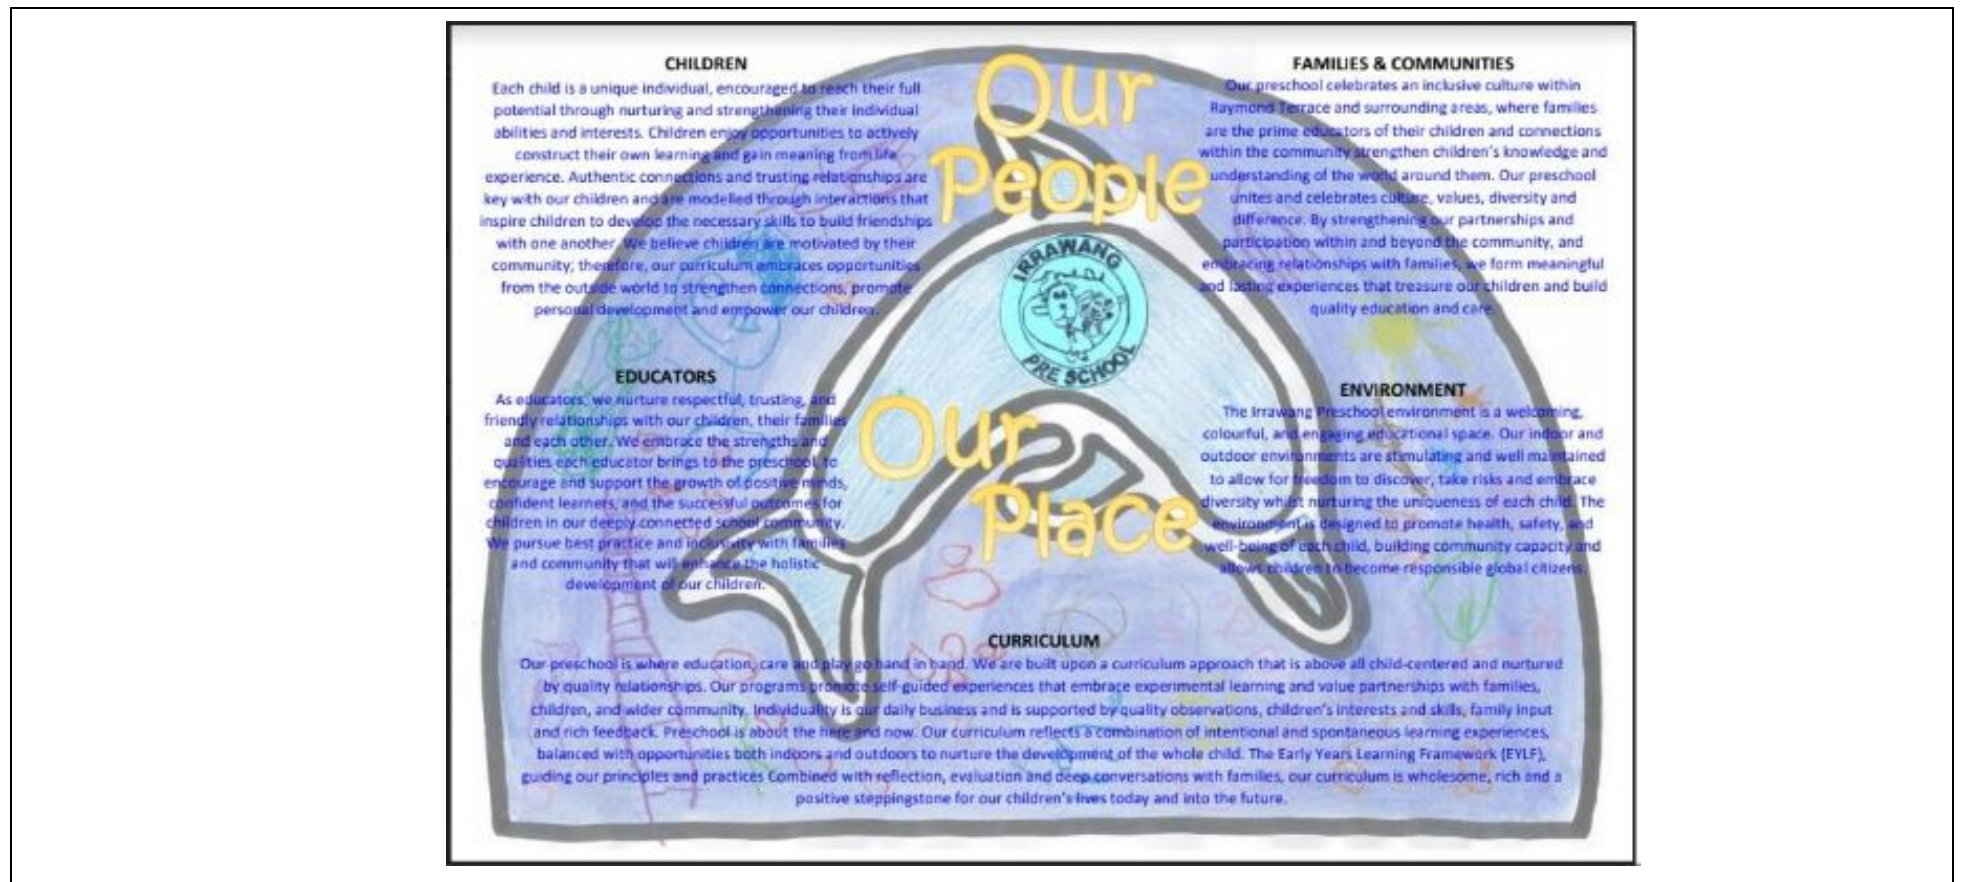 Our
People
IRRAWANG
PRE SCHOOL
Our
Place
CHILDREN
Each child is a unique individual, encouraged to reach their full
potential through nurturing and strengthening their individual
abilities and interests. Children enjoy opportunities to actively
construct their own learning and gain meaning from life
experience. Authentic connections and trusting relationships are
key with our children and are modelled through interactions that
inspire children to develop the necessary skills to build friendships
with one another. We believe children are motivated by their
community; therefore, our curriculum embraces opportunities
from the outside world to strengthen connections, promote
personal development and empower our children.
FAMILIES & COMMUNITIES
Our preschool celebrates an inclusive culture within
Raymond Terrace and surrounding areas, where families
are the prime educators of their children and connections
within the community strengthen children's knowledge and
understanding of the world around them. Our preschool
unites and celebrates culture, values, diversity and
difference. By strengthening our partnerships and
participation within and beyond the community, and
embracing relationships with families, we form meaningful
and lasting experiences that treasure our children and build
quality education and care.
EDUCATORS
As educators, we nurture respectful, trusting, and
friendly relationships with our children, their families
and each other. We embrace the strengths and
qualities each educator brings to the preschool, to
encourage and support the growth of positive minds,
confident learners, and the successful outcomes for
children in our deeply connected school community.
We pursue best practice and inclusivity with families
and community that will enhance the holistic
development of our children.
ENVIRONMENT
The Irrawang Preschool environment is a welcoming,
colourful, and engaging educational space. Our indoor and
outdoor environments are stimulating and well maintained
to allow for freedom to discover, take risks and embrace
diversity whilst nurturing the uniqueness of each child. The
environment is designed to promote health, safety, and
well-being of each child, building community capacity and
allows children to become responsible global citizens.
CURRICULUM
Our preschool is where education, care and play go hand in hand. We are built upon a curriculum approach that is above all child-centered and nurtured
by quality relationships. Our programs promote self-guided experiences that embrace experimental learning and value partnerships with families,
children, and wider community. Individuality is our daily business and is supported by quality observations, children's interests and skills, family input
and rich feedback. Preschool is about the here and now. Our curriculum reflects a combination of intentional and spontaneous learning experiences,
balanced with opportunities both indoors and outdoors to nurture the development of the whole child. The Early Years Learning Framework (EYLF),
guiding our principles and practices Combined with reflection, evaluation and deep conversations with families, our curriculum is wholesome, rich and a
positive steppingstone for our children's lives today and into the future.